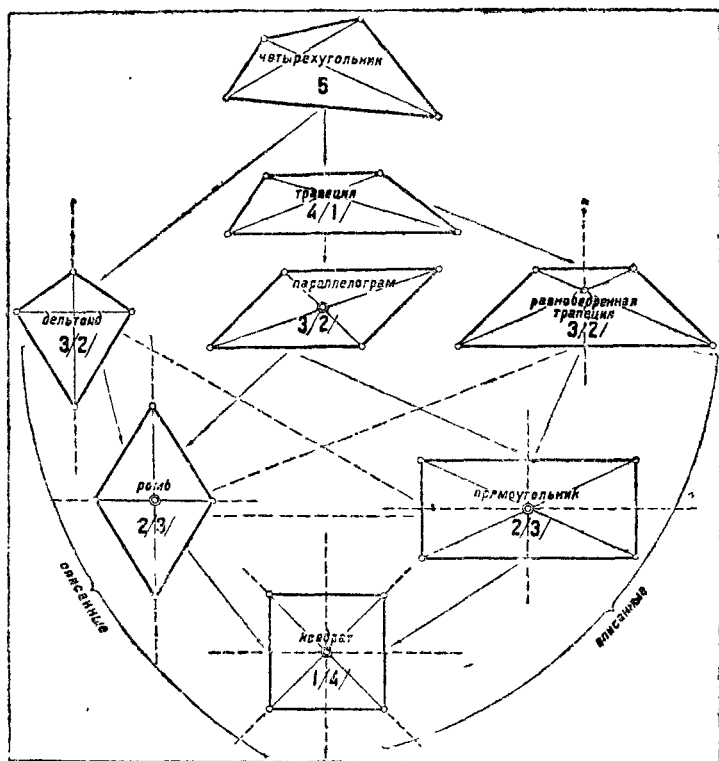 четырехугольник
5
трапеция
4/1/
параллелограм
3/2/
дельтоид
3/2/
равнобедренная
трапеция
3/2/
ромб
2/3/
прямоугольник
2/3/
квадрат
1/4/
описанные
вписанные